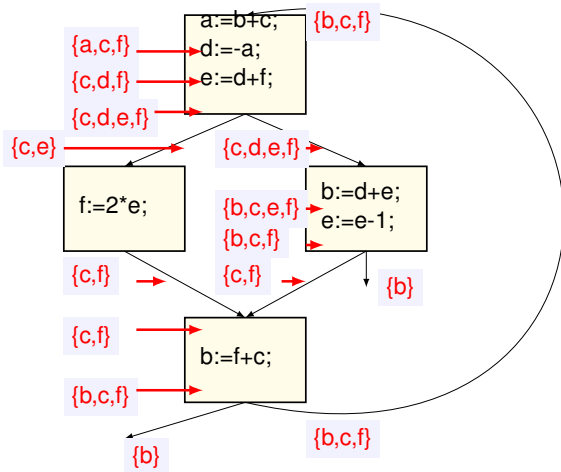 a:=b+c;
{b,c,f}
{a,c,f}
d:=-a;
{c,d,f}
e:=d+f;
{c,d,e,f}
{c,e}
{c,d,e,f}
f:=2*e;
b:=d+e;
{b,c,e,f}
e:=e-1;
{b,c,f}
{c,f}
{c,f}
{b}
{c,f}
b:=f+c;
{b,c,f}
{b,c,f}
{b}